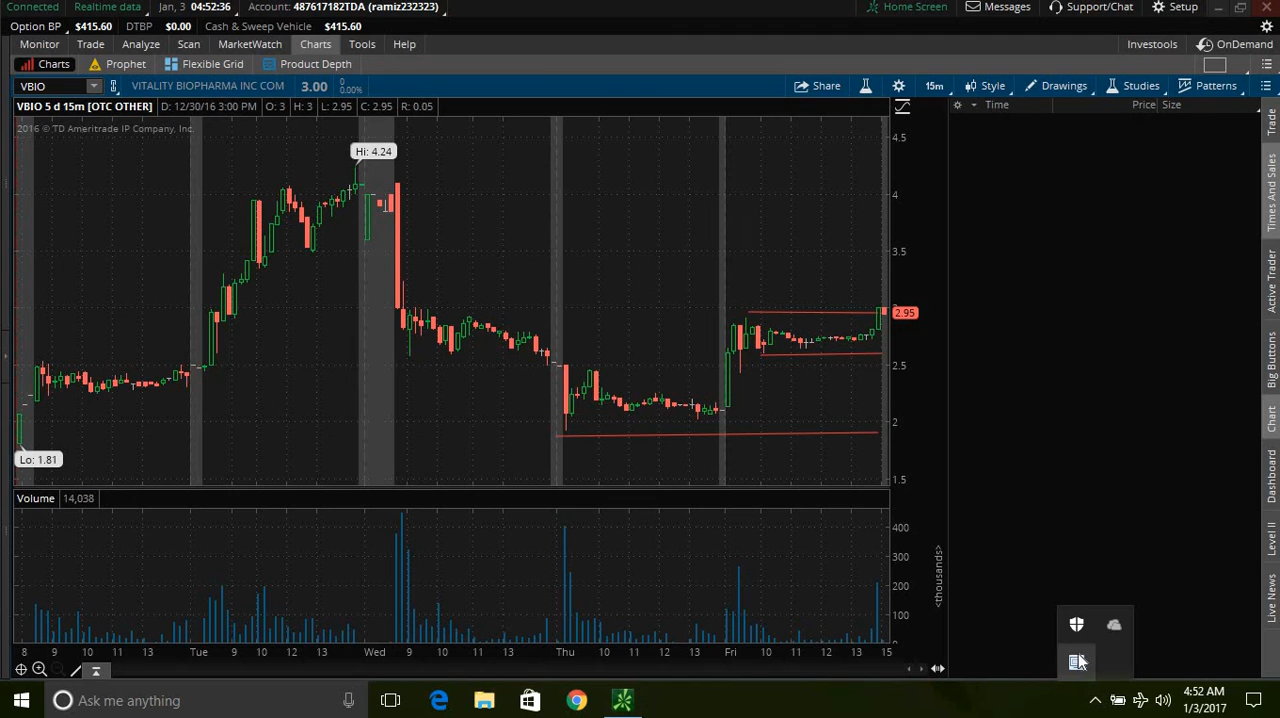 Connected Realtime data Jan, 3 04:52:36 Account: 487617182TDA (ramiz232323) Home Screen Messages Support/Chat Setup
Option BP $415.60 DTBP $0.00 Cash & Sweep Vehicle $415.60
Monitor Trade Analyze Scan MarketWatch Charts Tools Help Investools OnDemand
Charts Prophet Flexible Grid Product Depth
VBIO VITALITY BIOPHARMA INC COM 3.00 0 0.00% Share 15m Style Drawings Studies Patterns
VBIO 5 d 15m [OTC OTHER] D: 12/30/16 3:00 PM O: 3 H: 3 L: 2.95 C: 2.95 R: 0.05 Time Price Size
2016 © TD Ameritrade IP Company, Inc.
Hi: 4.24
Lo: 1.81
4.5
4
3.5
2.95
2.5
2
1.5
Volume 14,038
400
300
200
100
0
<thousands>
8 9 10 11 13 Tue 9 10 11 13 Wed 9 10 11 13 Thu 10 11 12 13 Fri 10 11 12 13 15
Trade
Times And Sales
Active Trader
Big Buttons
Chart
Dashboard
Level II
Live News
Ask me anything
4:52 AM
1/3/2017